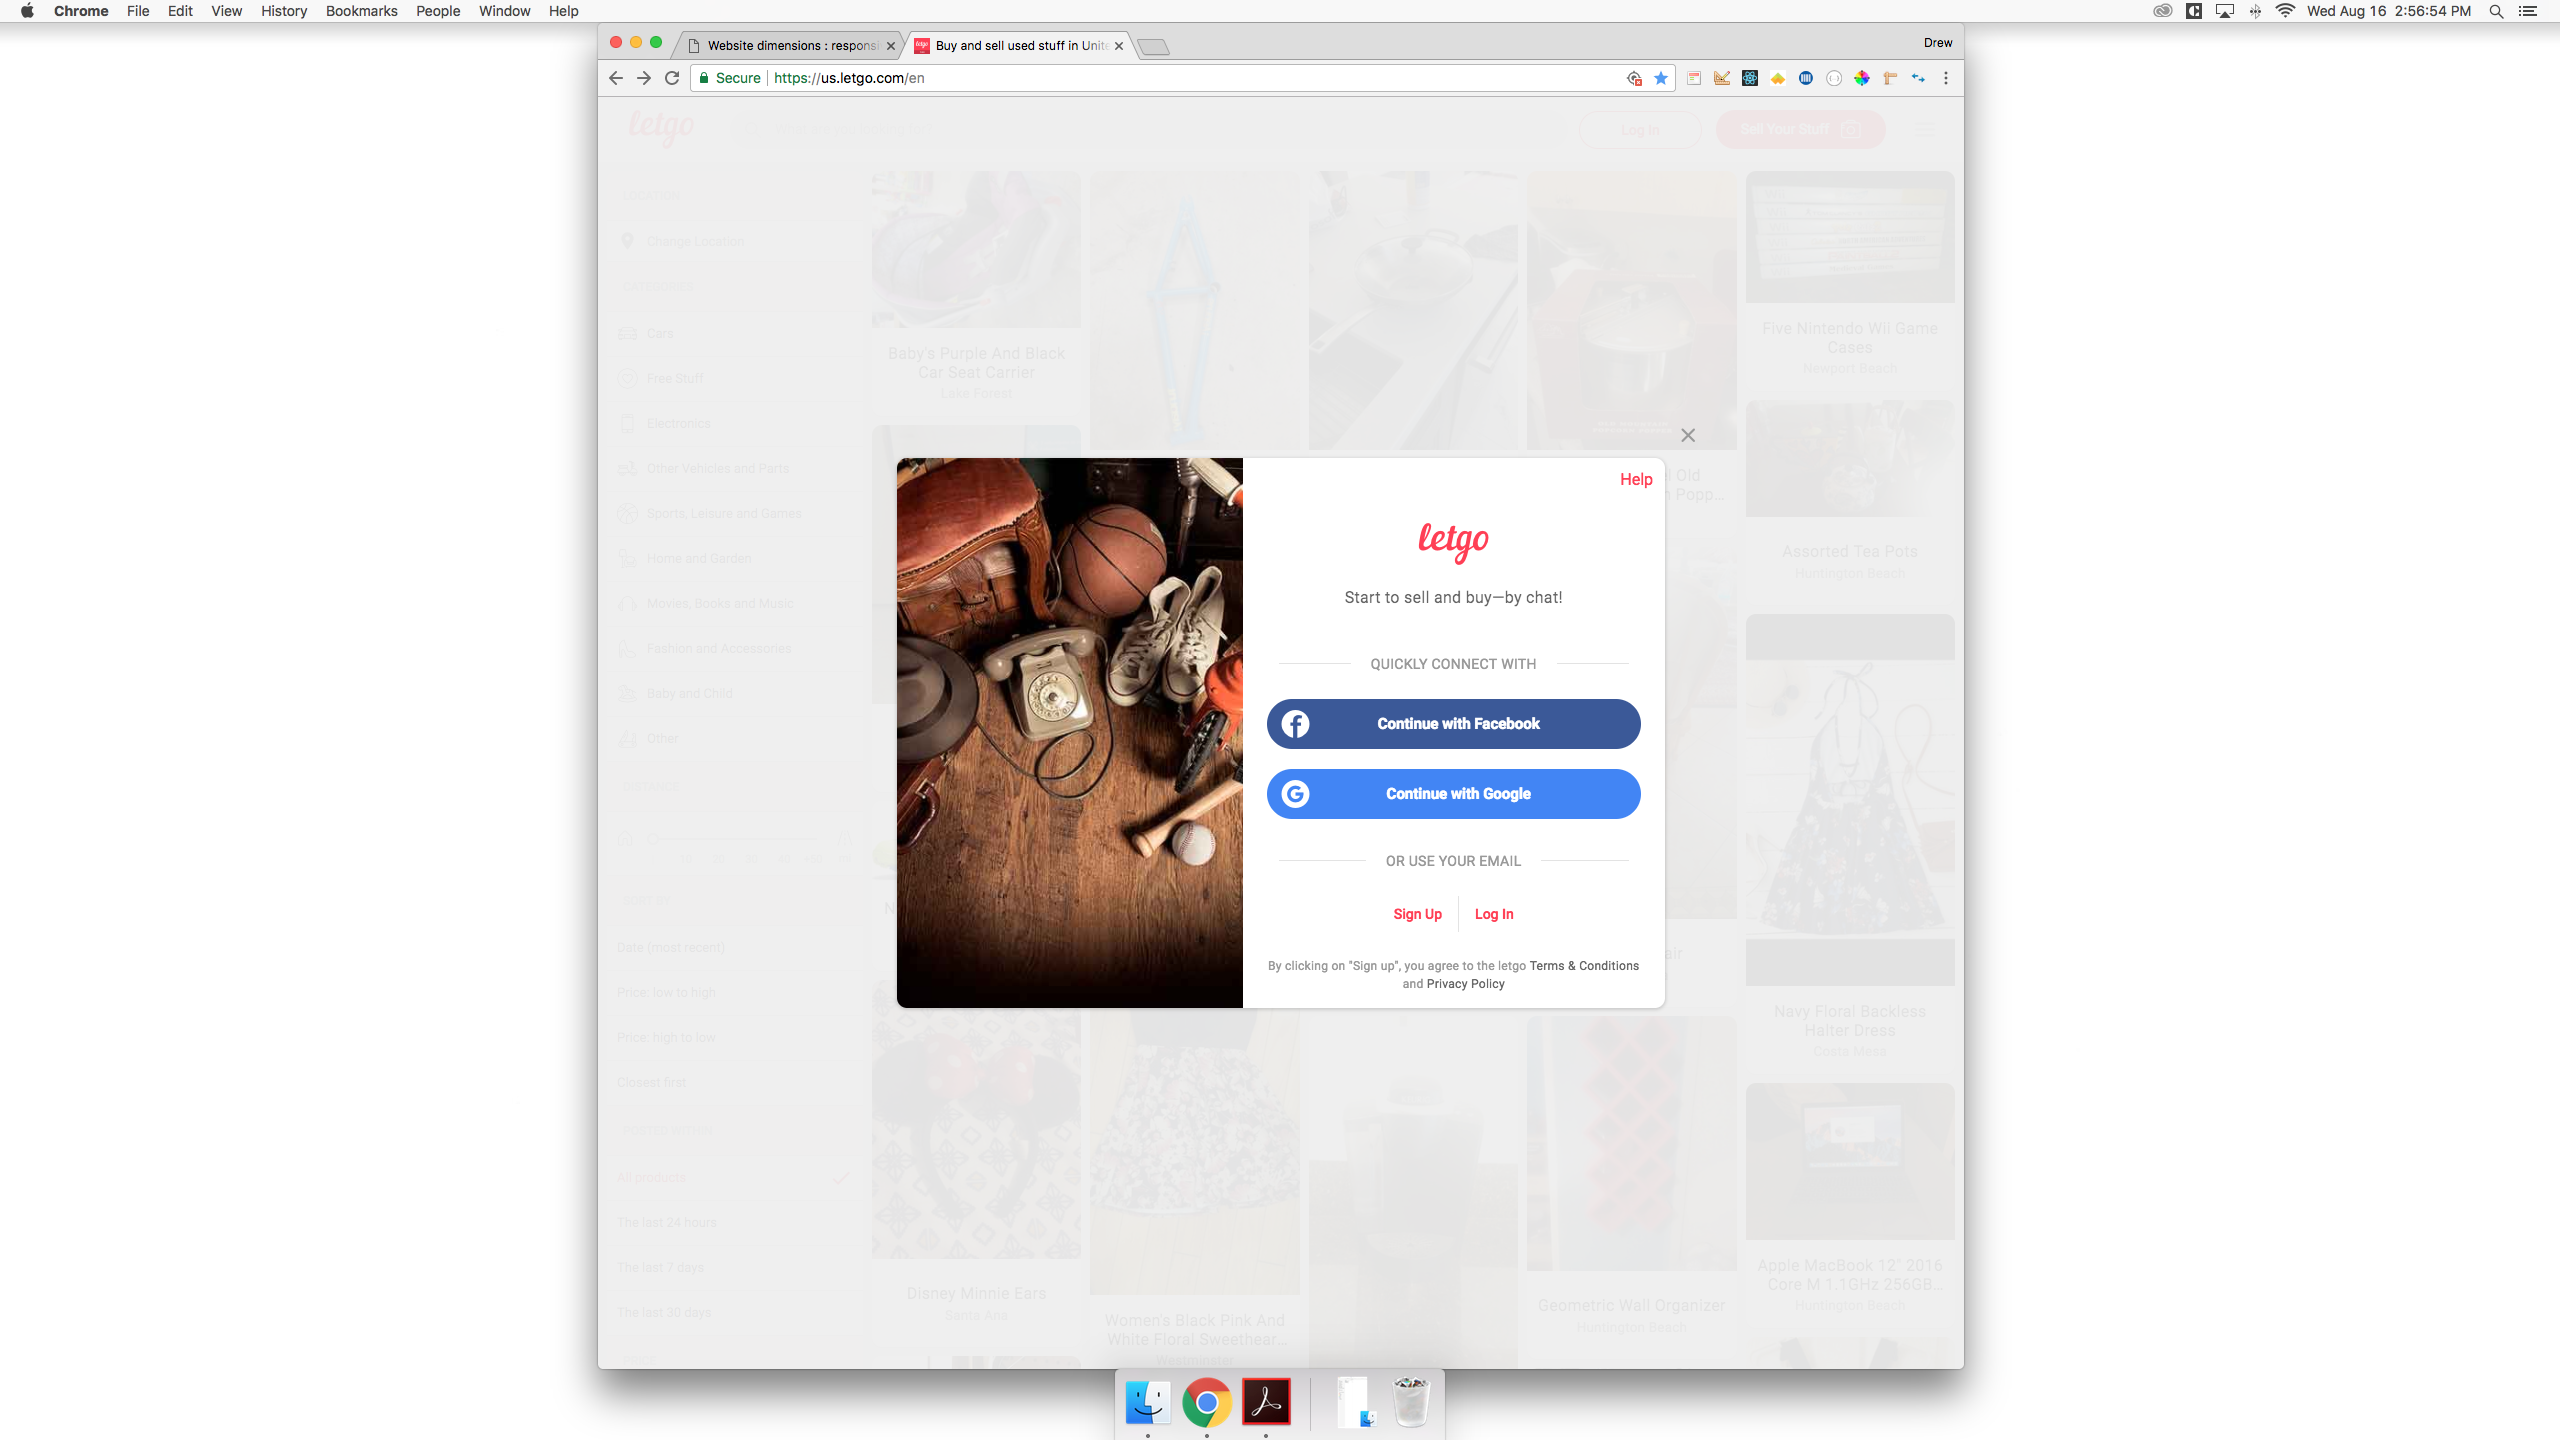 Chrome File Edit View History Bookmarks People Window Help
Wed Aug 16 2:56:54 PM
Website dimensions : responsi
Buy and sell used stuff in Unite
Drew
Secure
https://us.letgo.com/en
letgo
Log In
Sell Your Stuff
Change Location
Cars
Free Stuff
Electronics
Other Vehicles and Parts
Sports, Leisure and Games
Home and Garden
Movies, Books and Music
Fashion and Accessories
Baby and Child
Other
Date (most recent)
Price: low to high
Price: high to low
Closest first
All products
The last 24 hours
The last 7 days
The last 30 days
Baby's Purple And Black
Car Seat Carrier
Lake Forest
Five Nintendo Wii Game
Cases
Newport Beach
Assorted Tea Pots
Huntington Beach
Help
letgo
Start to sell and buy—by chat!
QUICKLY CONNECT WITH
Continue with Facebook
Continue with Google
OR USE YOUR EMAIL
Sign Up
Log In
By clicking on "Sign up", you agree to the letgo Terms & Conditions
and Privacy Policy
Navy Floral Backless
Halter Dress
Costa Mesa
Disney Minnie Ears
Santa Ana
Women's Black Pink And
White Floral Sweethear...
Westminster
Geometric Wall Organizer
Huntington Beach
Apple MacBook 12" 2016
Core M 1.1GHz 256GB...
Huntington Beach